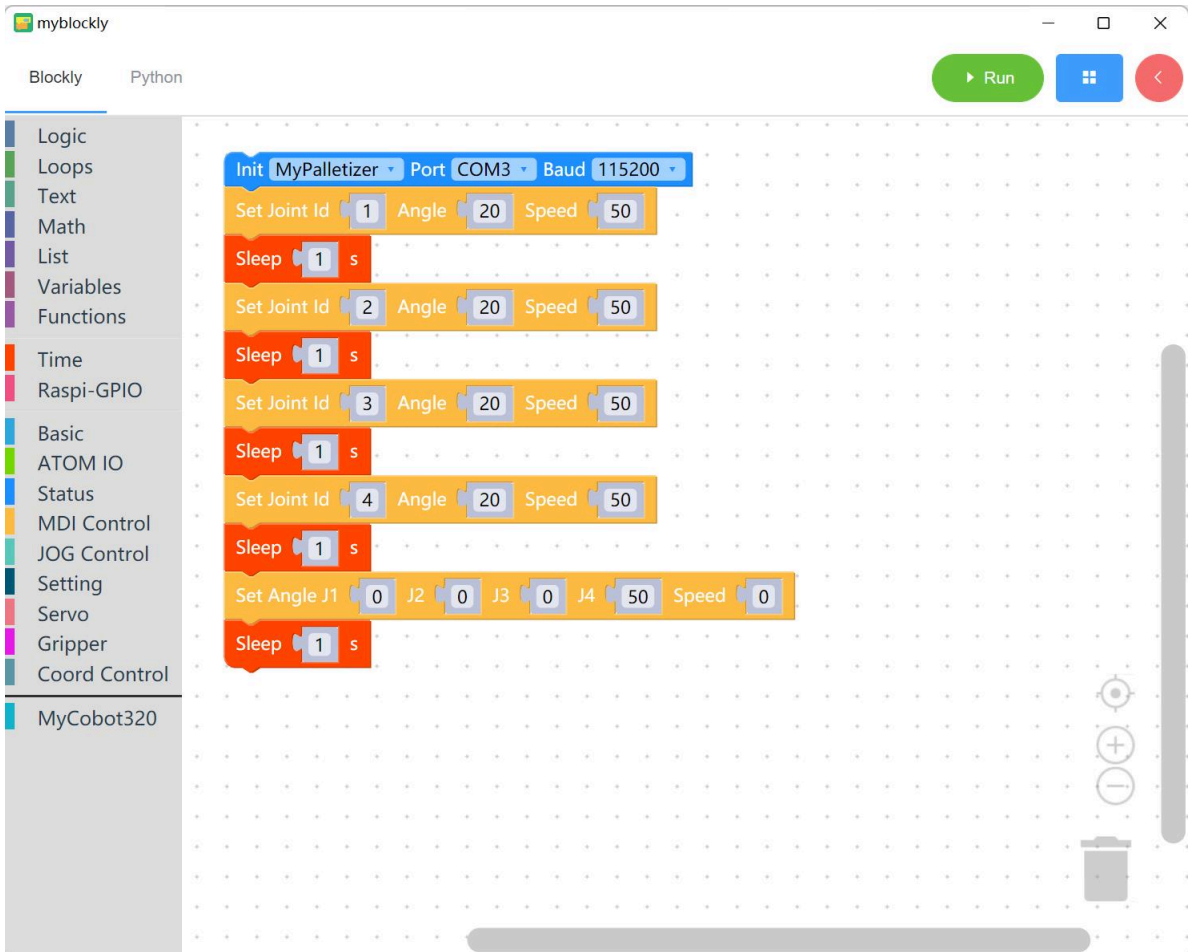 myblockly
Blockly Python Run
Logic
Loops
Text
Math
List
Variables
Functions
Time
Raspi-GPIO
Basic
ATOM IO
Status
MDI Control
JOG Control
Setting
Servo
Gripper
Coord Control
MyCobot320
Init MyPalletizer Port COM3 Baud 115200
Set Joint Id 1 Angle 20 Speed 50
Sleep 1 s
Set Joint Id 2 Angle 20 Speed 50
Sleep 1 s
Set Joint Id 3 Angle 20 Speed 50
Sleep 1 s
Set Joint Id 4 Angle 20 Speed 50
Sleep 1 s
Set Angle J1 0 J2 0 J3 0 J4 50 Speed 0
Sleep 1 s